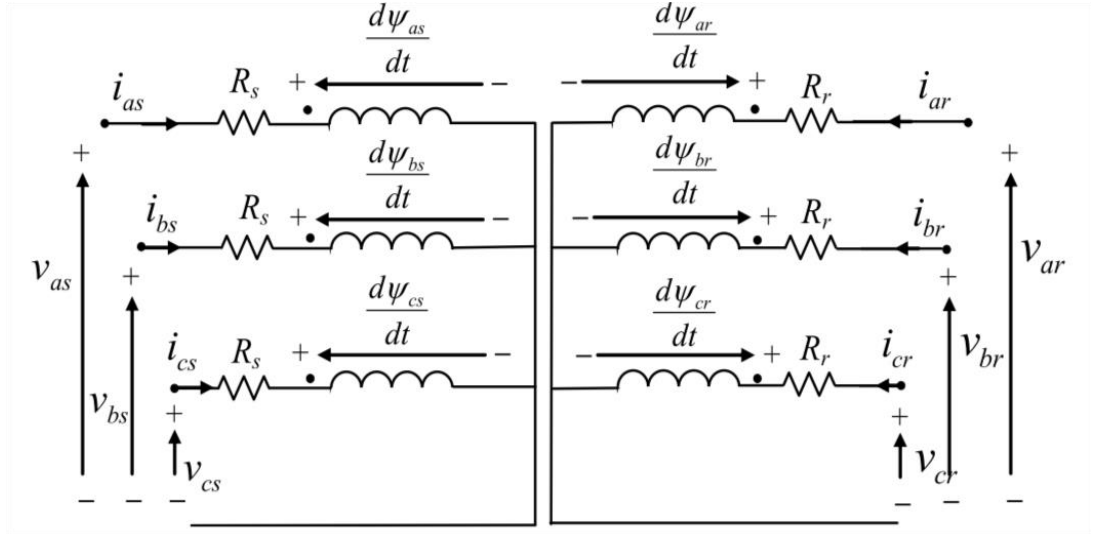 dψas/dt dψar/dt
ias Rs + − − + Rr iar
+ dψbs/dt dψbr/dt +
ibs Rs + − − + Rr ibr
vas + + var
dψcs/dt dψcr/dt
ics Rs + − − + Rr icr
vbs + + vbr
vcs vcr
− − − − − −